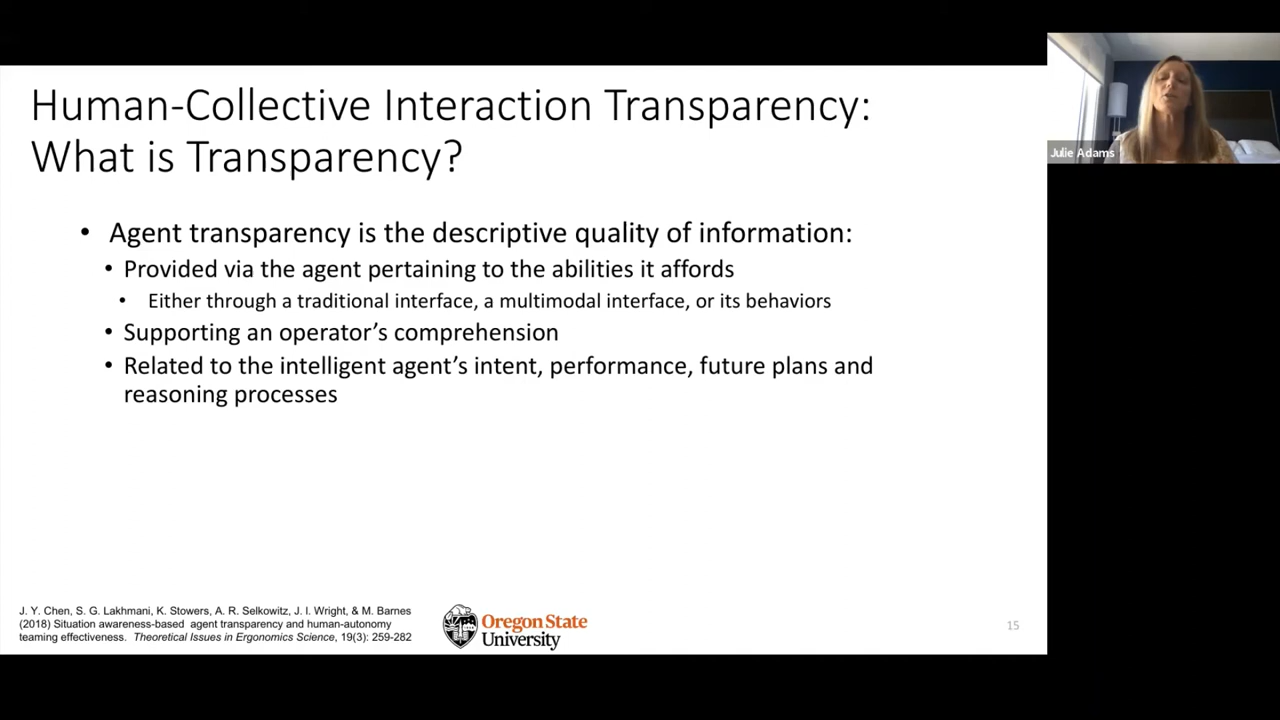 Human-Collective Interaction Transparency:
What is Transparency?
• Agent transparency is the descriptive quality of information:
• Provided via the agent pertaining to the abilities it affords
• Either through a traditional interface, a multimodal interface, or its behaviors
• Supporting an operator's comprehension
• Related to the intelligent agent's intent, performance, future plans and
reasoning processes
J. Y. Chen, S. G. Lakhmani, K. Stowers, A. R. Selkowitz, J. I. Wright, & M. Barnes
(2018) Situation awareness-based agent transparency and human-autonomy
teaming effectiveness. Theoretical Issues in Ergonomics Science, 19(3): 259-282
Oregon State
University
15
Julie Adams